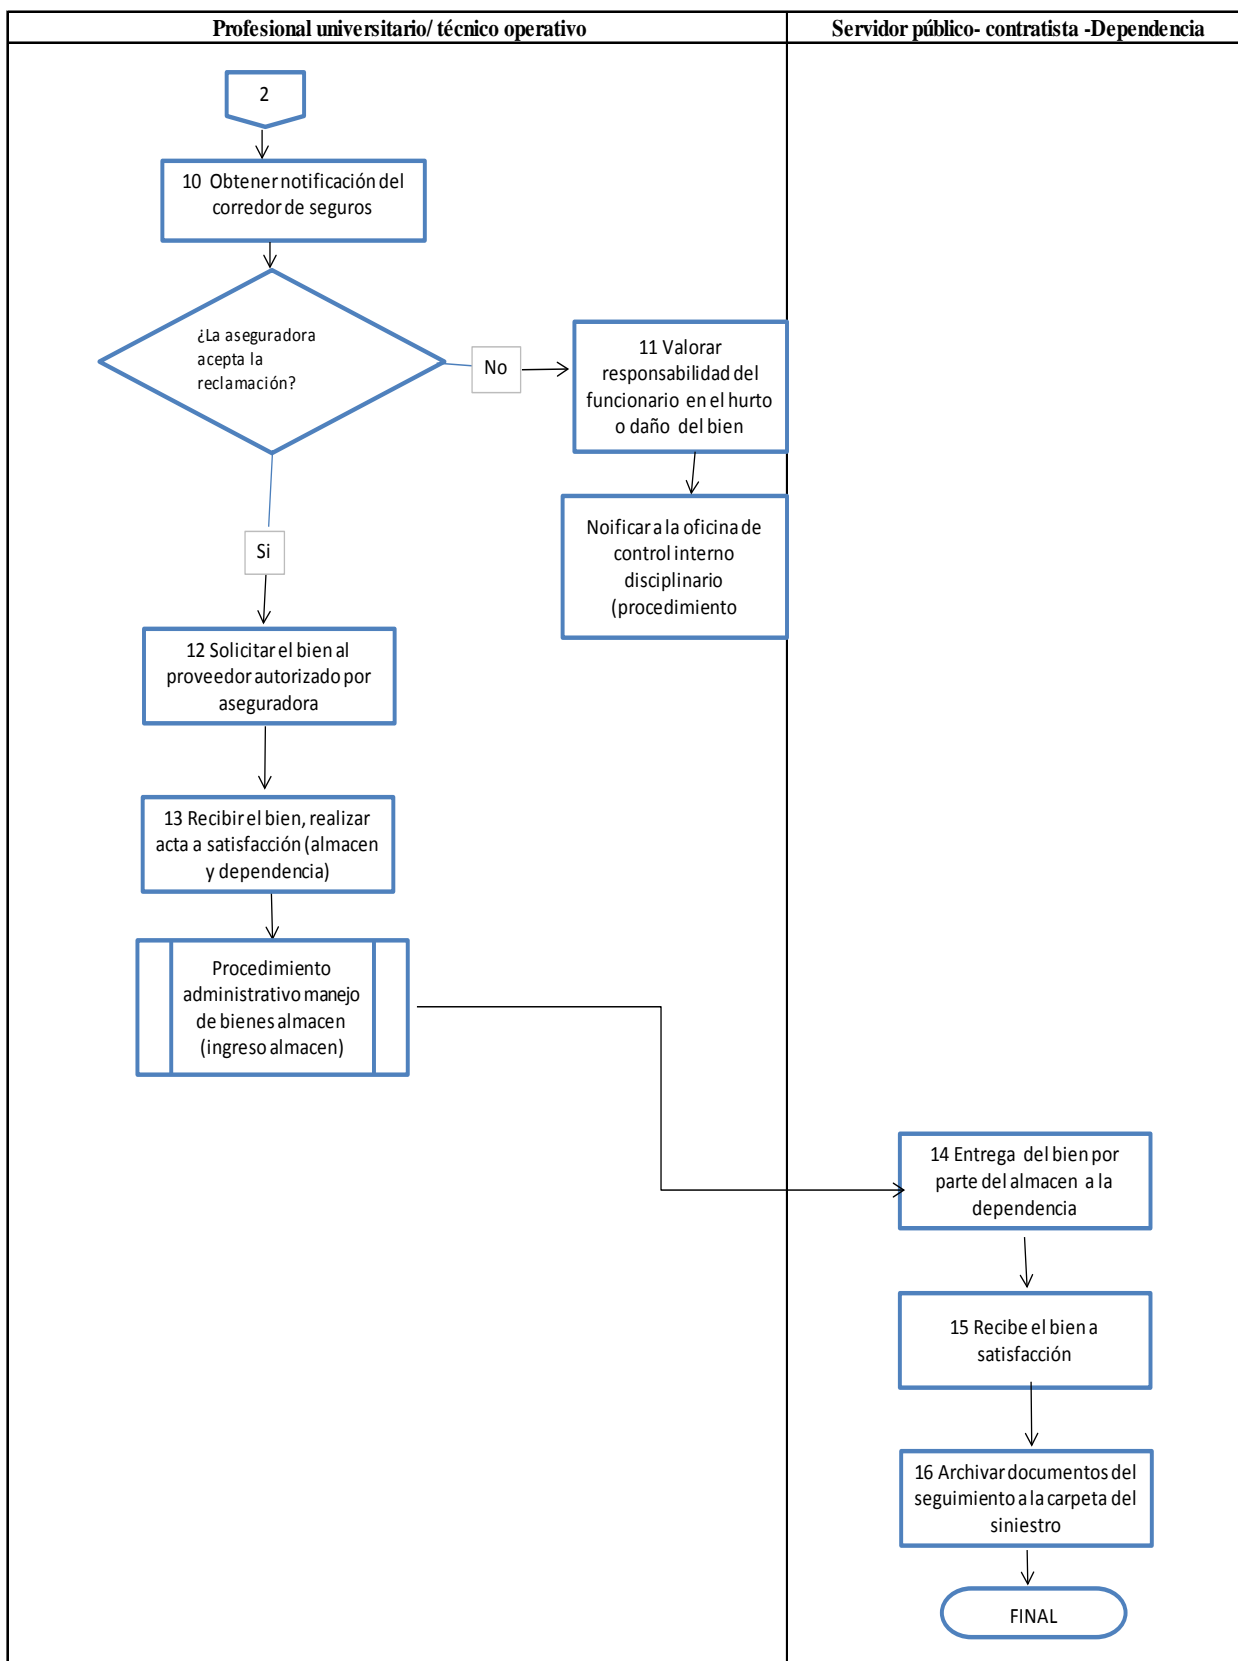 Profesional universitario/ técnico operativo
Servidor público- contratista -Dependencia
2
10 Obtener notificación del
corredor de seguros
¿La aseguradora
acepta la
reclamación?
No
11 Valorar
responsabilidad del
funcionario en el hurto
o daño del bien
Noificar a la oficina de
control interno
disciplinario
(procedimiento
Si
12 Solicitar el bien al
proveedor autorizado por
aseguradora
13 Recibir el bien, realizar
acta a satisfacción (almacen
y dependencia)
Procedimiento
administrativo manejo
de bienes almacen
(ingreso almacen)
14 Entrega del bien por
parte del almacen a la
dependencia
15 Recibe el bien a
satisfacción
16 Archivar documentos del
seguimiento a la carpeta del
siniestro
FINAL